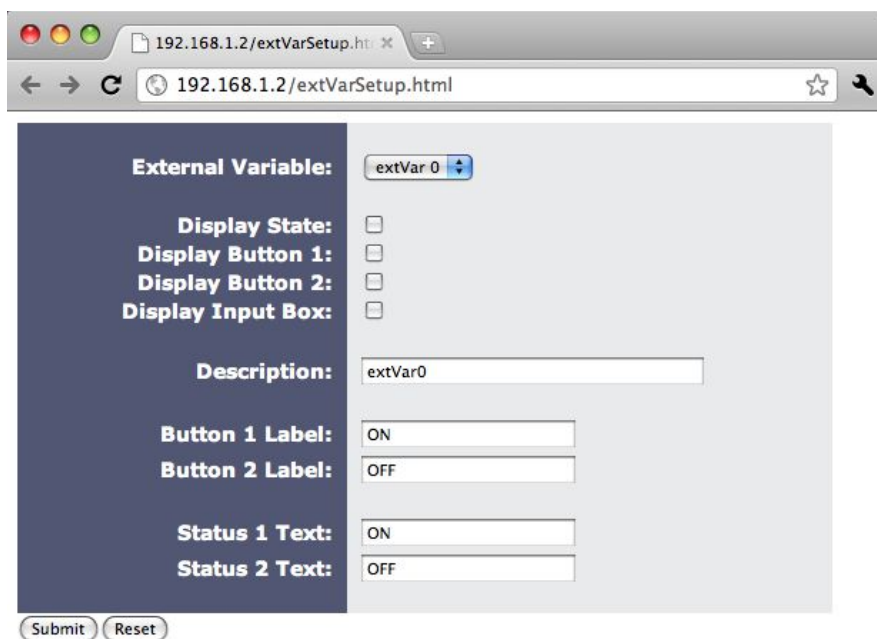 192.168.1.2/extVarSetup.ht
192.168.1.2/extVarSetup.html
External Variable: extVar 0
Display State:
Display Button 1:
Display Button 2:
Display Input Box:
Description: extVar0
Button 1 Label: ON
Button 2 Label: OFF
Status 1 Text: ON
Status 2 Text: OFF
Submit Reset